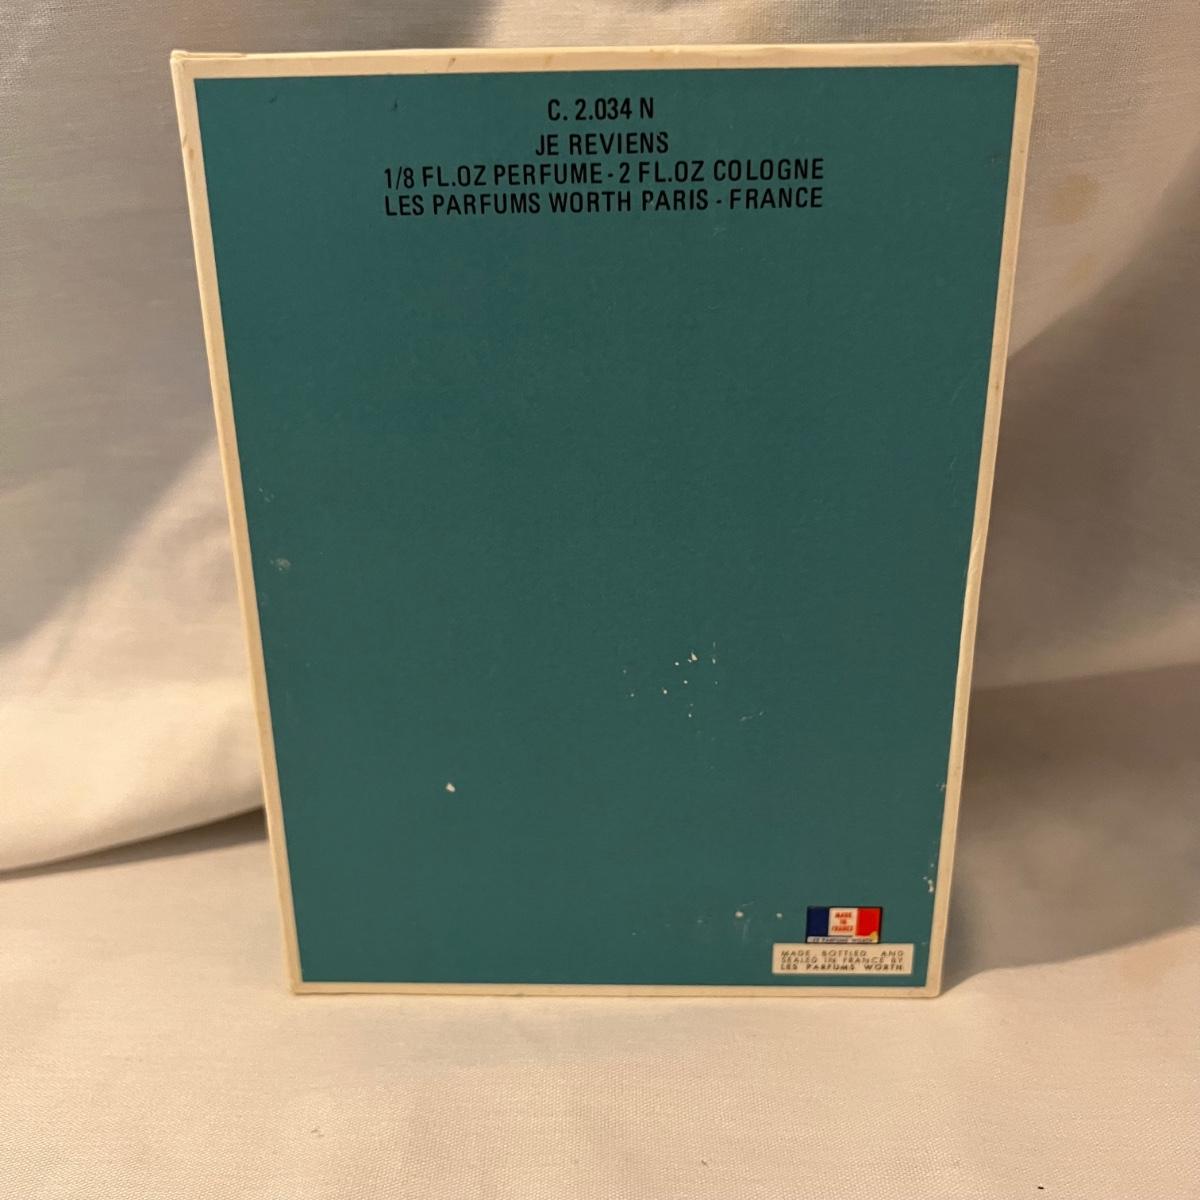 C. 2.034 N
JE REVIENS
1/8 FL.OZ PERFUME - 2 FL.OZ COLOGNE
LES PARFUMS WORTH PARIS - FRANCE
MADE
IN
FRANCE
MADE BOTTLED AND
SEALED IN FRANCE BY
LES PARFUMS WORTH